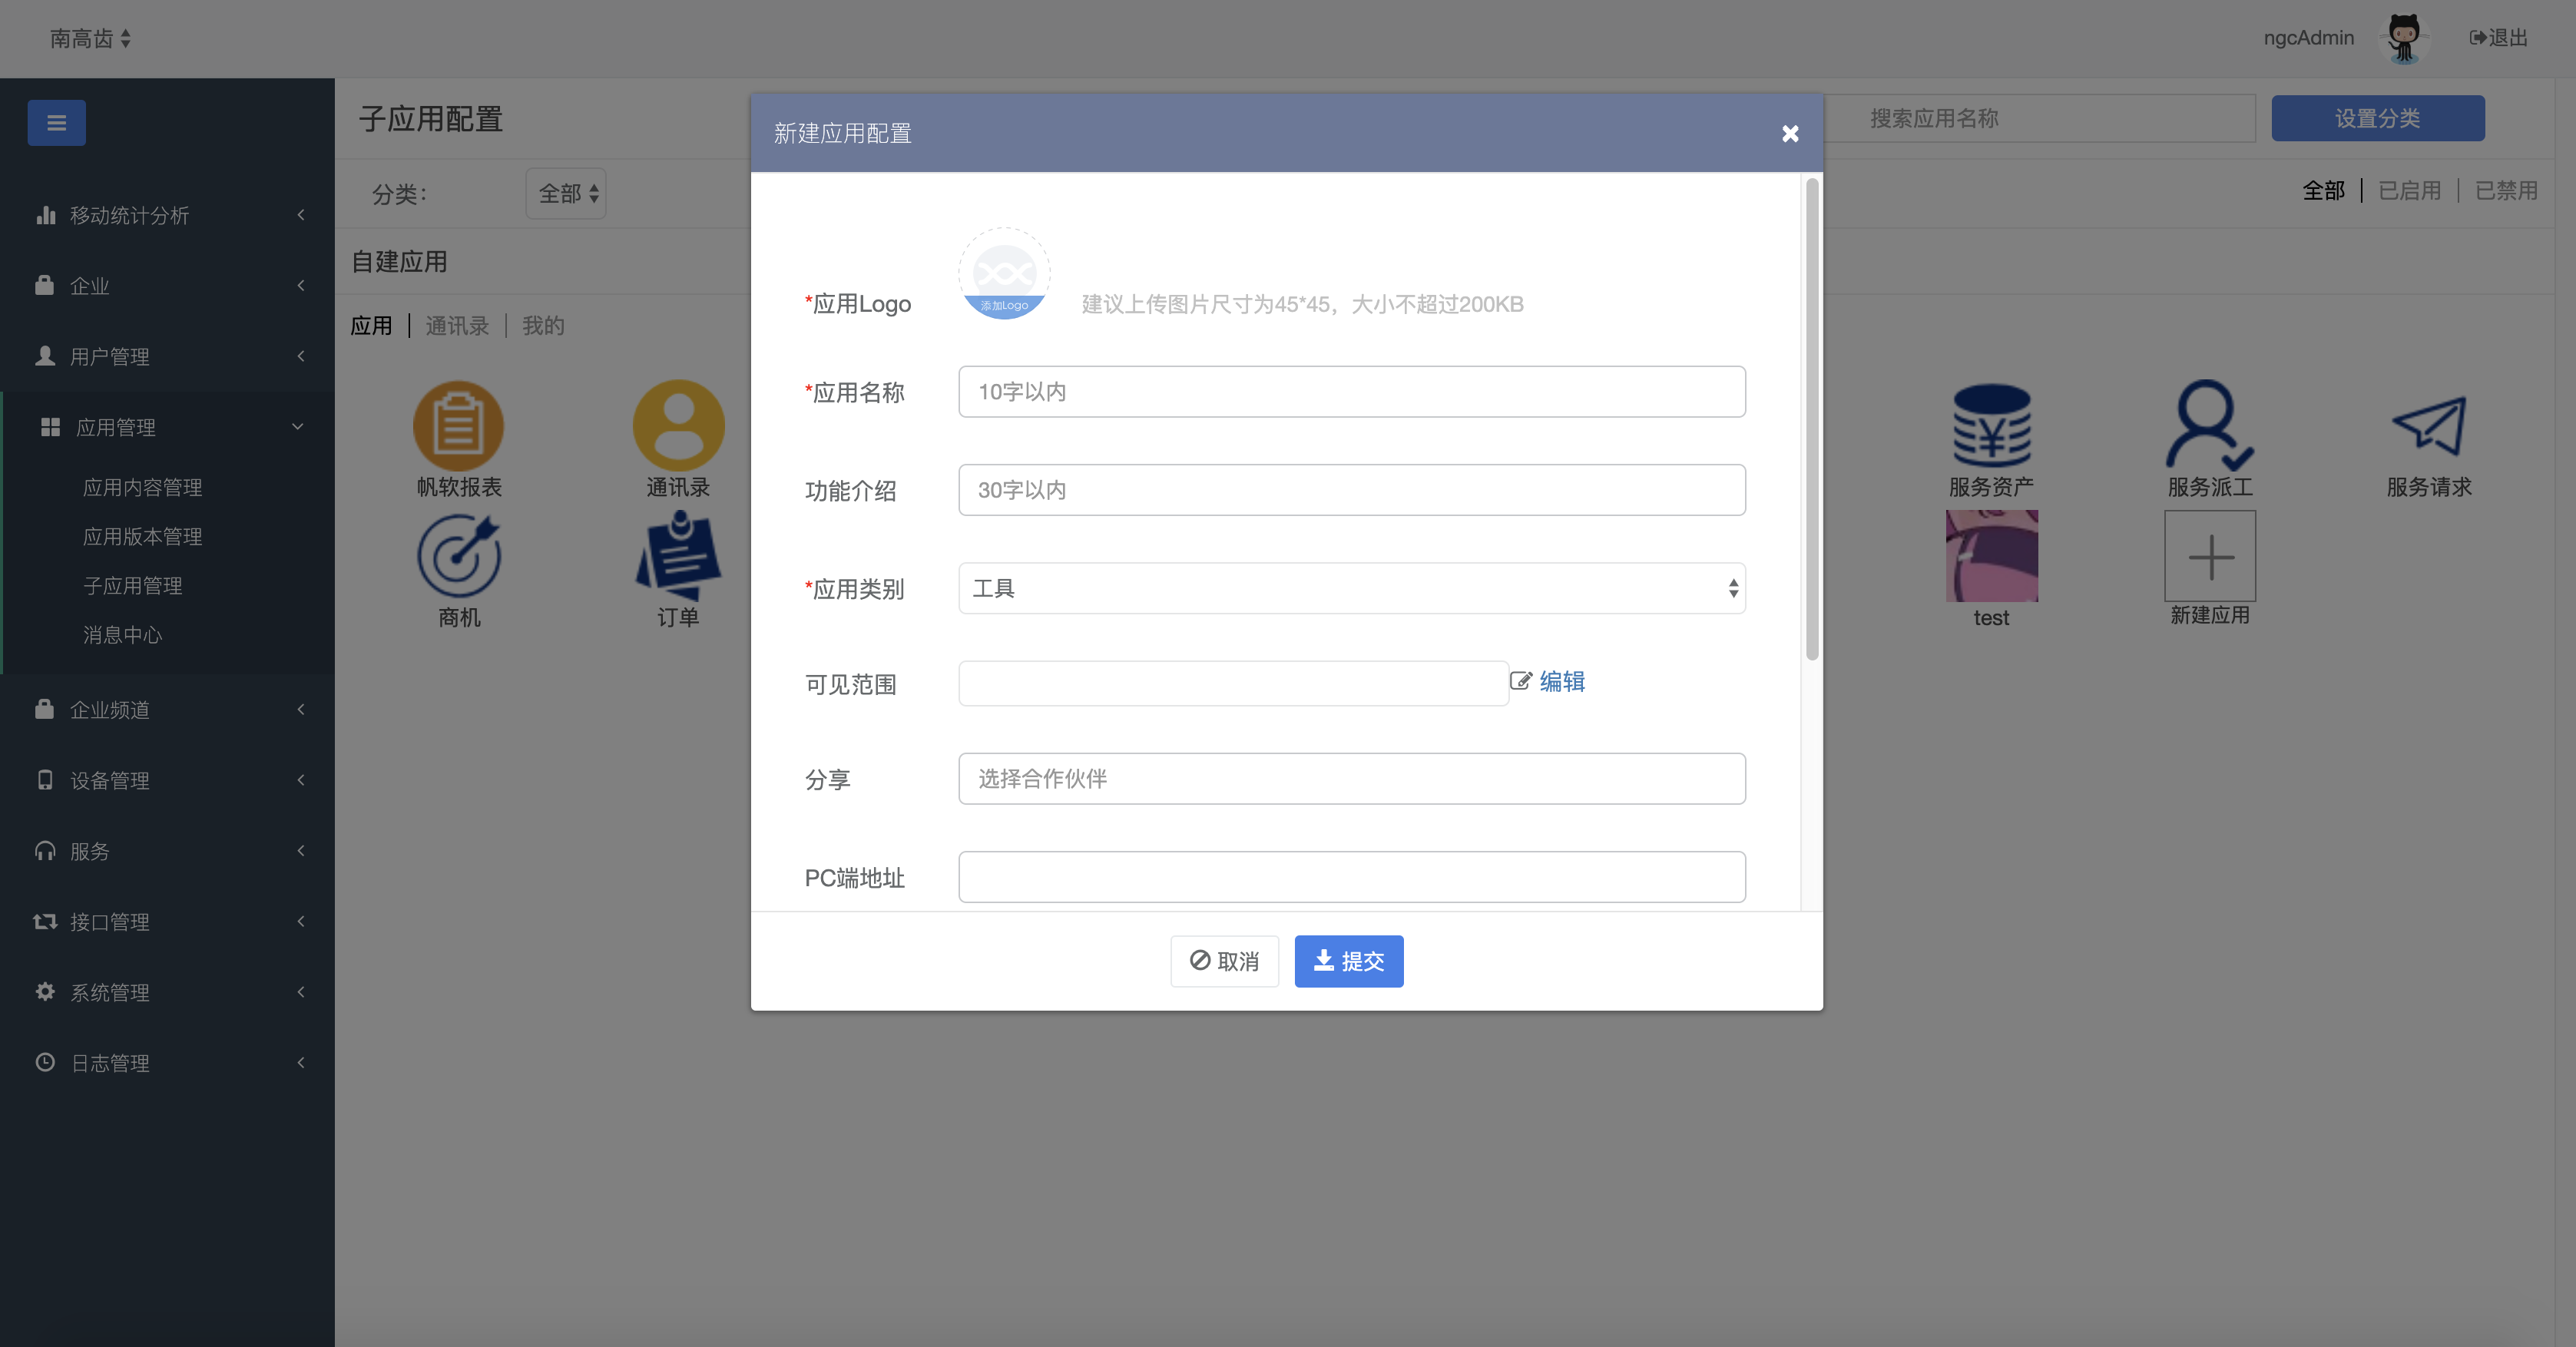 南高齿
ngcAdmin
退出
移动统计分析
企业
用户管理
应用管理
应用内容管理
应用版本管理
子应用管理
消息中心
企业频道
设备管理
服务
接口管理
系统管理
日志管理
子应用配置
搜索应用名称
设置分类
分类：
全部
全部
已启用
已禁用
自建应用
应用
通讯录
我的
帆软报表
通讯录
服务资产
服务派工
服务请求
商机
订单
test
新建应用
新建应用配置
*应用Logo
添加Logo
建议上传图片尺寸为45*45，大小不超过200KB
*应用名称
10字以内
功能介绍
30字以内
*应用类别
工具
可见范围
编辑
分享
选择合作伙伴
PC端地址
取消
提交